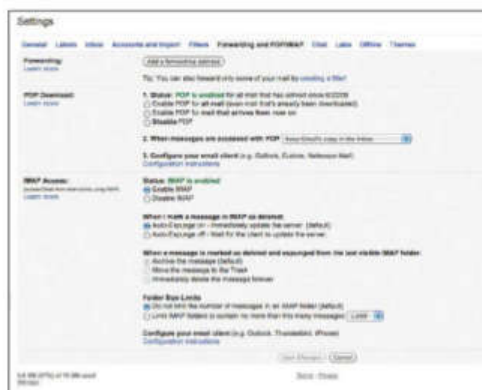 Settings
General Labels Inbox Accounts and Import Filters Forwarding and POP/IMAP Chat Labs Offline Themes
Forwarding:
Learn more
Add a forwarding address
Tip: You can also forward only some of your mail by creating a filter!
POP Download:
Learn more
1. Status: POP is enabled for all mail that has arrived since
Enable POP for all mail (even mail that's already been downloaded)
Enable POP for mail that arrives from now on
Disable POP
2. When messages are accessed with POP keep Gmail's copy in the Inbox
3. Configure your email client (e.g. Outlook, Eudora, Netscape Mail)
Configuration instructions
IMAP Access:
Learn more
Status: IMAP is enabled
Enable IMAP
Disable IMAP
When I mark a message in IMAP as deleted:
Auto-Expunge on - Immediately update the server. (default)
Auto-Expunge off - Wait for the client to update the server.
When a message is marked as deleted and expunged from the last visible IMAP folder:
Archive the message (default)
Move the message to the Trash
Immediately delete the message forever
Folder Size Limits
Do not limit the number of messages in an IMAP folder (default)
Limit IMAP folders to contain no more than this many messages
Configure your email client (e.g. Outlook, Thunderbird, iPhone)
Configuration instructions
Save Changes Cancel